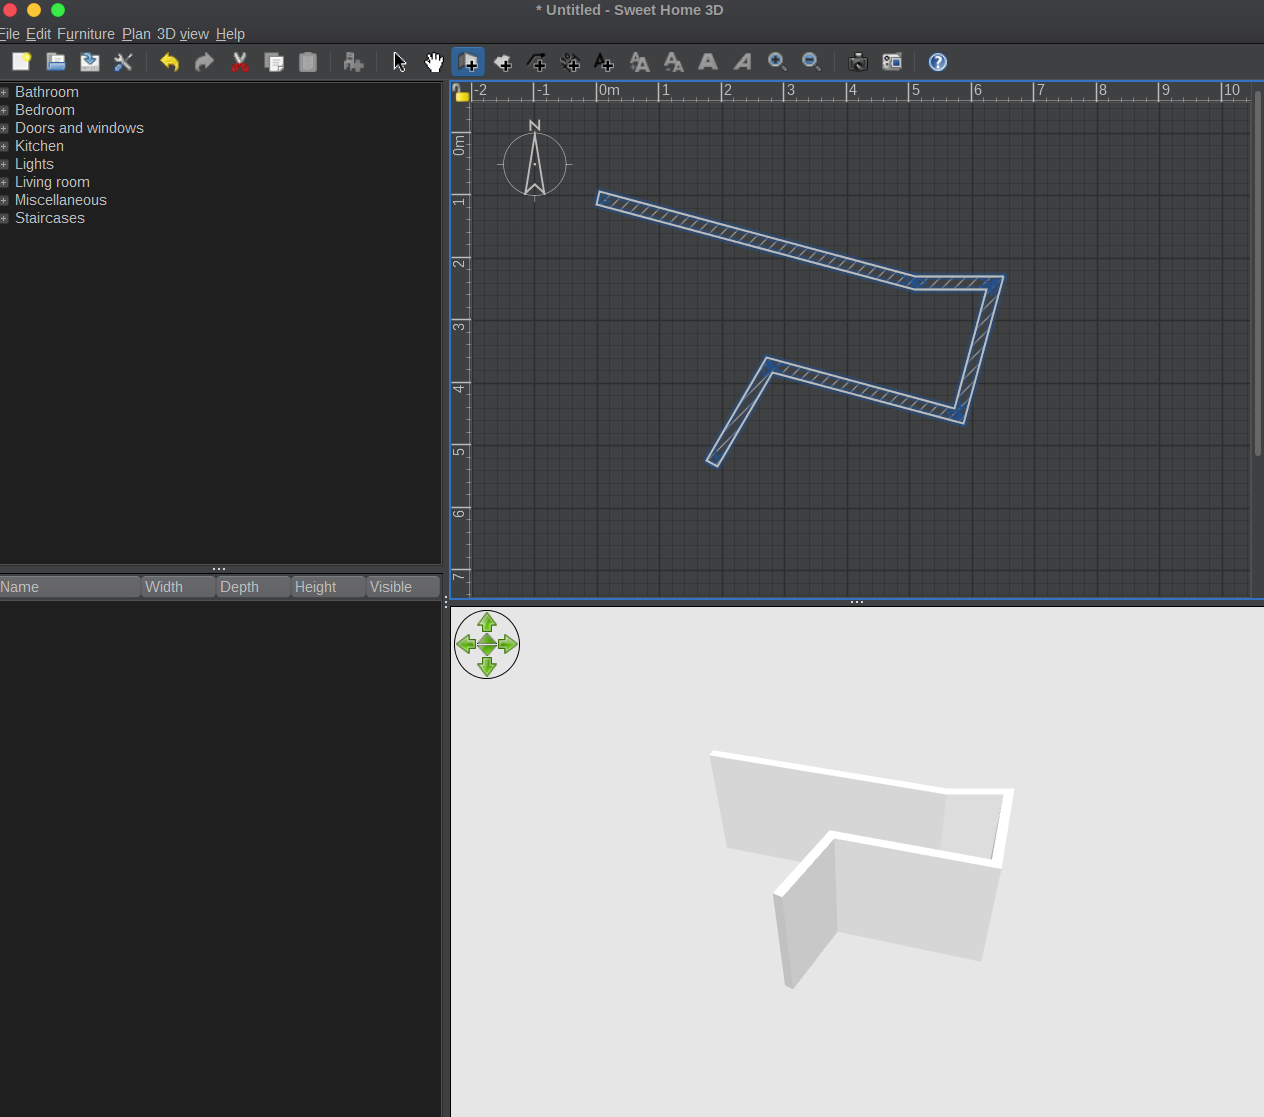 * Untitled - Sweet Home 3D
File Edit Furniture Plan 3D view Help
Bathroom
Bedroom
Doors and windows
Kitchen
Lights
Living room
Miscellaneous
Staircases
-2 -1 0m 1 2 3 4 5 6 7 8 9 10
N
0m
1
2
3
4
5
6
7
Name Width Depth Height Visible